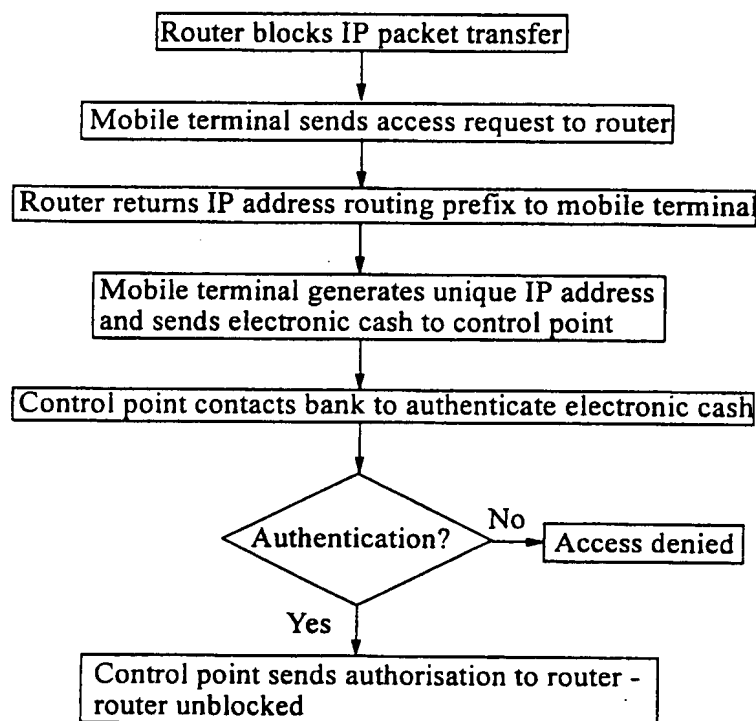 Router blocks IP packet transfer
Mobile terminal sends access request to router
Router returns IP address routing prefix to mobile terminal
Mobile terminal generates unique IP address
and sends electronic cash to control point
Control point contacts bank to authenticate electronic cash
Authentication?
No
Access denied
Yes
Control point sends authorisation to router -
router unblocked